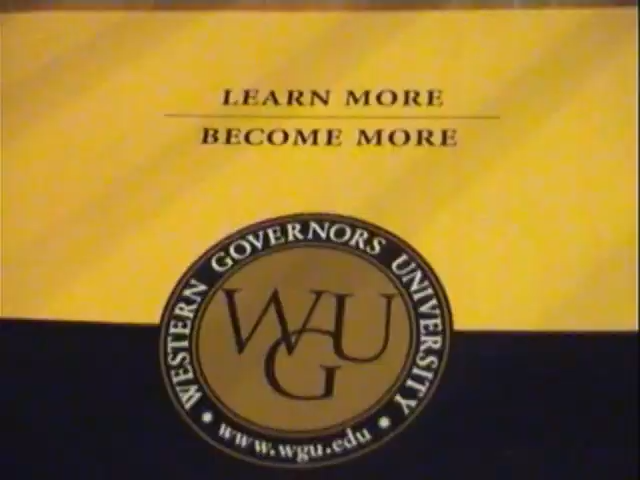 LEARN MORE
BECOME MORE
WESTERN GOVERNORS UNIVERSITY
WGU
www.wgu.edu